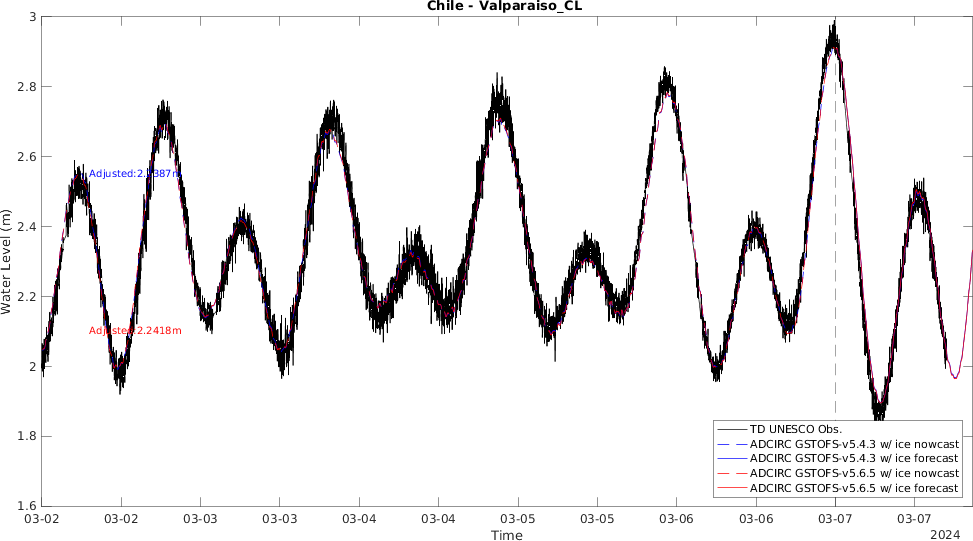 Chile - Valparaiso_CL
3
2.8
2.6
2.4
2.2
2
1.8
1.6
Water Level (m)
Adjusted:2.2387m
Adjusted:2.2418m
TD UNESCO Obs.
ADCIRC GSTOFS-v5.4.3 w/ ice nowcast
ADCIRC GSTOFS-v5.4.3 w/ ice forecast
ADCIRC GSTOFS-v5.6.5 w/ ice nowcast
ADCIRC GSTOFS-v5.6.5 w/ ice forecast
03-02 03-02 03-03 03-03 03-04 03-04 03-05 03-05 03-06 03-06 03-07 03-07
Time
2024